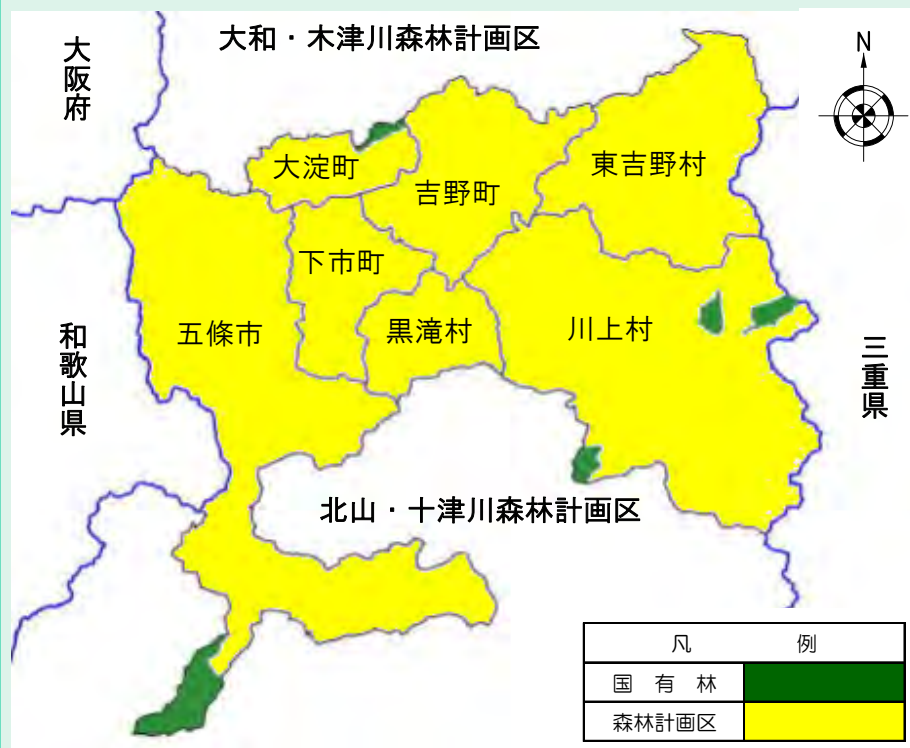 大和・木津川森林計画区
大阪府
N
大淀町
吉野町
東吉野村
下市町
五條市
黒滝村
川上村
和歌山県
三重県
北山・十津川森林計画区
凡 例
国 有 林
森林計画区